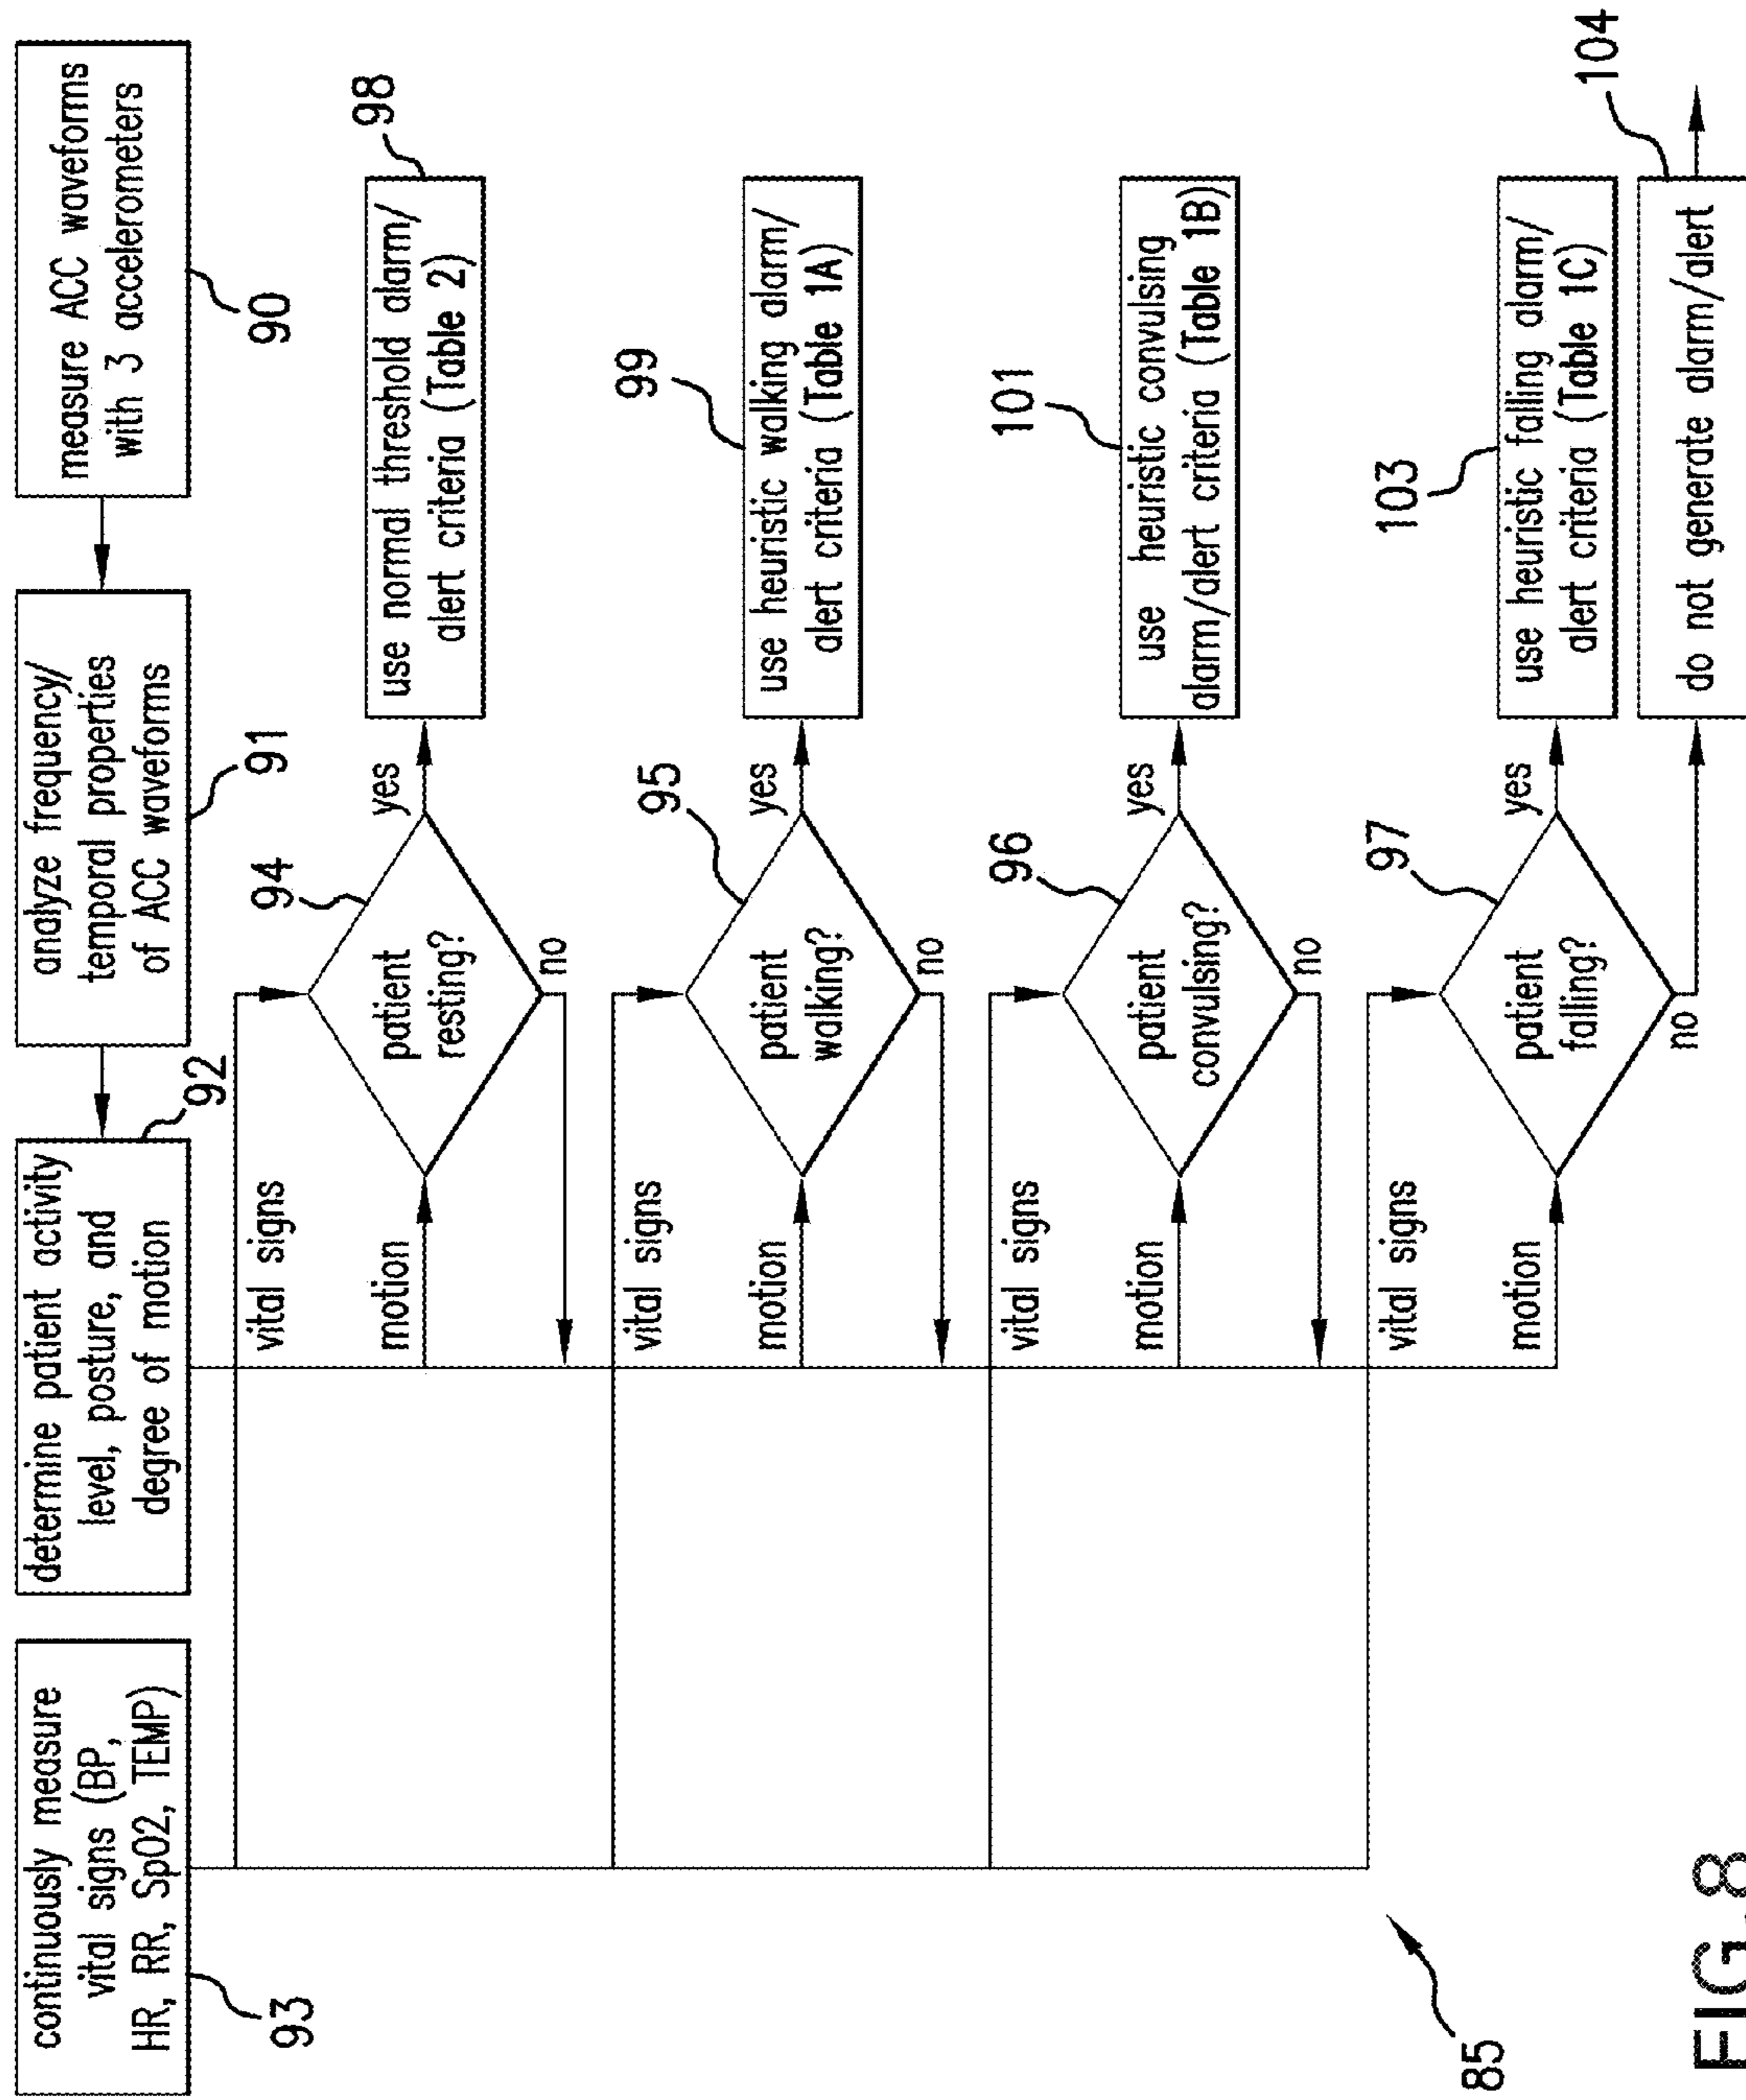 continuously measure
vital signs (BP,
HR, RR, SpO2, TEMP)
93
determine patient activity
level, posture, and
degree of motion
92
analyze frequency/
temporal properties
of ACC waveforms
91
measure ACC waveforms
with 3 accelerometers
90
vital signs
motion
patient
resting?
94
yes
no
use normal threshold alarm/
alert criteria (Table 2)
98
vital signs
motion
patient
walking?
95
yes
no
use heuristic walking alarm/
alert criteria (Table 1A)
99
vital signs
motion
patient
convulsing?
96
yes
no
use heuristic convulsing
alarm/alert criteria (Table 1B)
101
vital signs
motion
patient
falling?
97
yes
no
use heuristic falling alarm/
alert criteria (Table 1C)
103
do not generate alarm/alert
104
85
FIG.8